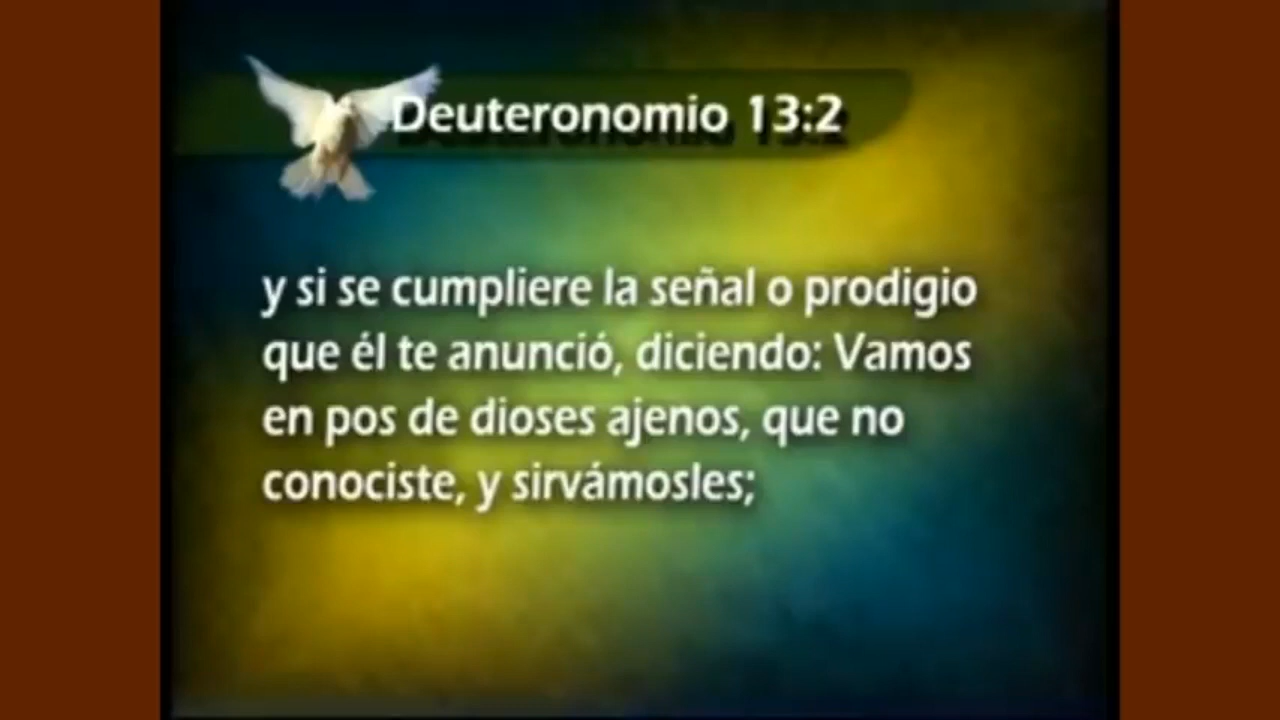 Deuteronomio 13:2
y si se cumpliere la señal o prodigio
que él te anunció, diciendo: Vamos
en pos de dioses ajenos, que no
conociste, y sirvámosles;